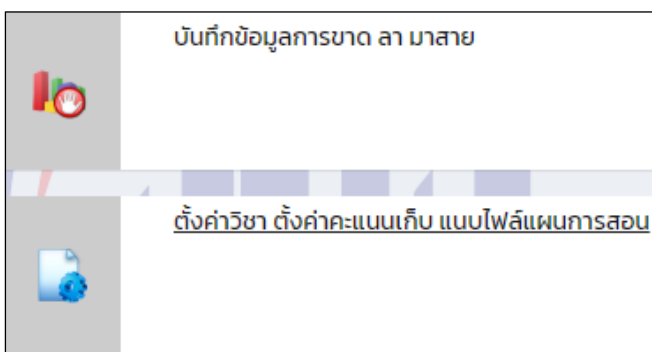 บันทึกข้อมูลการขาด ลา มาสาย
ตั้งค่าวิชา ตั้งค่าคะแนนเก็บ แนบไฟล์แผนการสอน